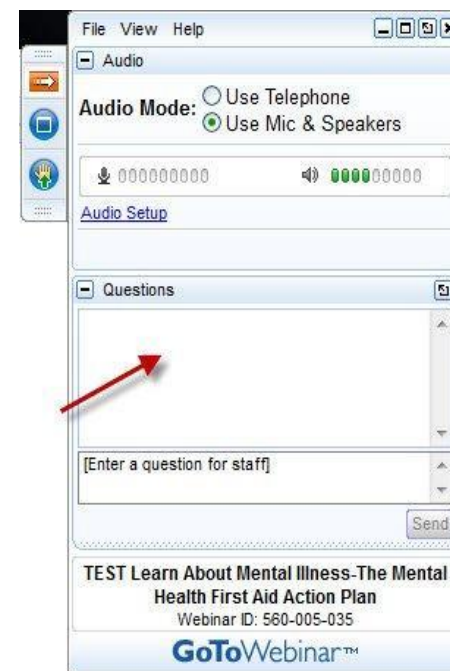 File View Help
Audio
Audio Mode:
Use Telephone
Use Mic & Speakers
Audio Setup
Questions
[Enter a question for staff]
Send
TEST Learn About Mental Illness-The Mental
Health First Aid Action Plan
Webinar ID: 560-005-035
GoToWebinar™